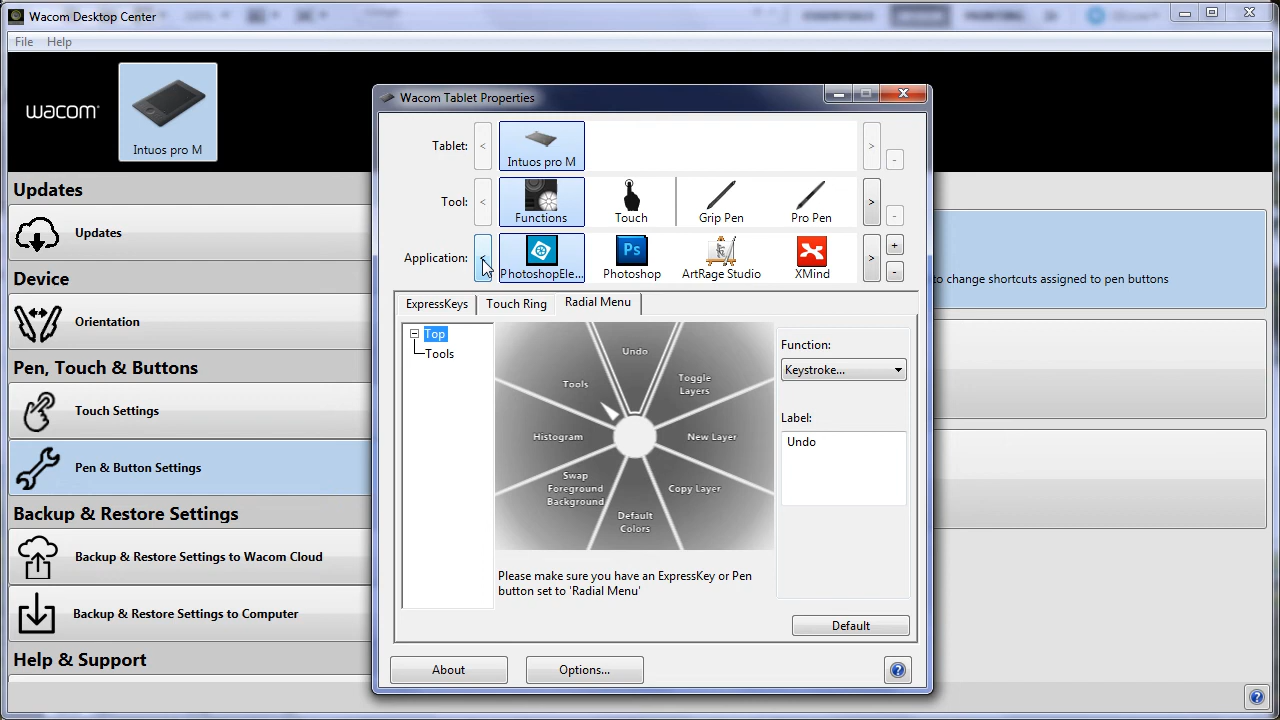 Wacom Desktop Center
File Help
wacom
Intuos pro M
Updates
Updates
Device
Orientation
Pen, Touch & Buttons
Touch Settings
Pen & Button Settings
Backup & Restore Settings
Backup & Restore Settings to Wacom Cloud
Backup & Restore Settings to Computer
Help & Support
to change shortcuts assigned to pen buttons
Wacom Tablet Properties
Tablet: < Intuos pro M > -
Tool: < Functions Touch Grip Pen Pro Pen > -
Application: < PhotoshopEle... Ps Photoshop ArtRage Studio XMind > + -
ExpressKeys Touch Ring Radial Menu
Top
Tools
Undo
Toggle
Layers
New Layer
Copy Layer
Default
Colors
Swap
Foreground
Background
Histogram
Tools
Please make sure you have an ExpressKey or Pen
button set to 'Radial Menu'
Function:
Keystroke...
Label:
Undo
Default
About Options... ?
?